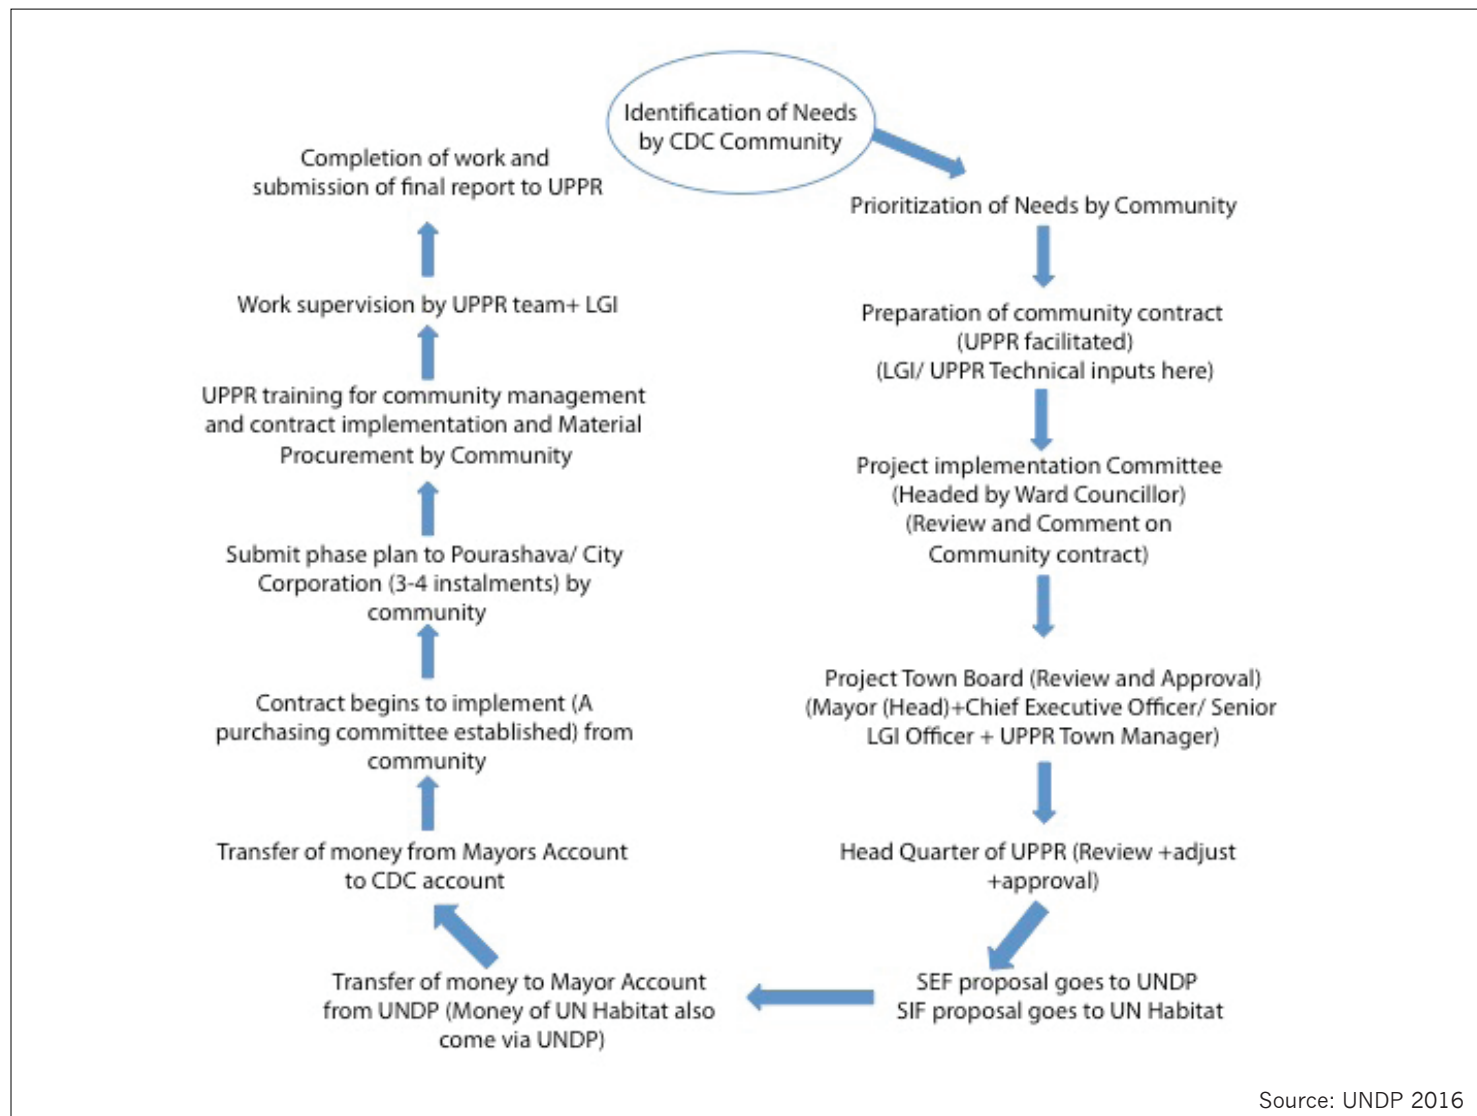 Identification of Needs
by CDC Community
Prioritization of Needs by Community
Preparation of community contract
(UPPR facilitated)
(LGI/ UPPR Technical inputs here)
Project implementation Committee
(Headed by Ward Councillor)
(Review and Comment on
Community contract)
Project Town Board (Review and Approval)
(Mayor (Head)+Chief Executive Officer/ Senior
LGI Officer + UPPR Town Manager)
Head Quarter of UPPR (Review +adjust
+approval)
SEF proposal goes to UNDP
SIF proposal goes to UN Habitat
Transfer of money to Mayor Account
from UNDP (Money of UN Habitat also
come via UNDP)
Transfer of money from Mayors Account
to CDC account
Contract begins to implement (A
purchasing committee established) from
community
Submit phase plan to Pourashava/ City
Corporation (3-4 instalments) by
community
UPPR training for community management
and contract implementation and Material
Procurement by Community
Work supervision by UPPR team+ LGI
Completion of work and
submission of final report to UPPR
Source: UNDP 2016